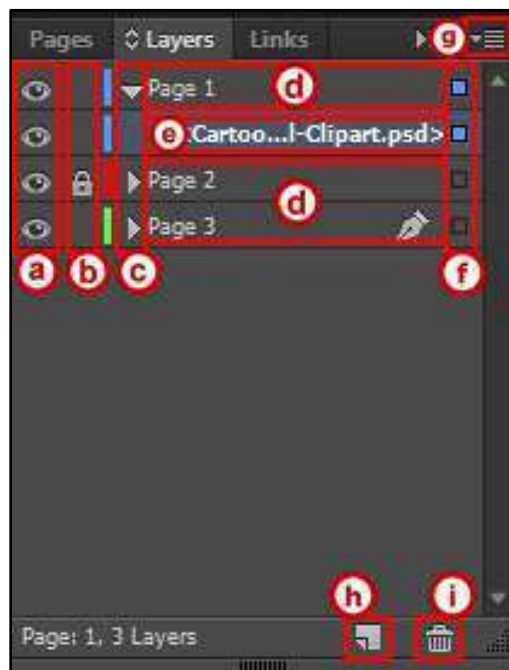 Pages Layers Links g
Page 1 d
e :Cartoo...l-Clipart.psd>
Page 2
d
Page 3
a b c f
h i
Page: 1, 3 Layers